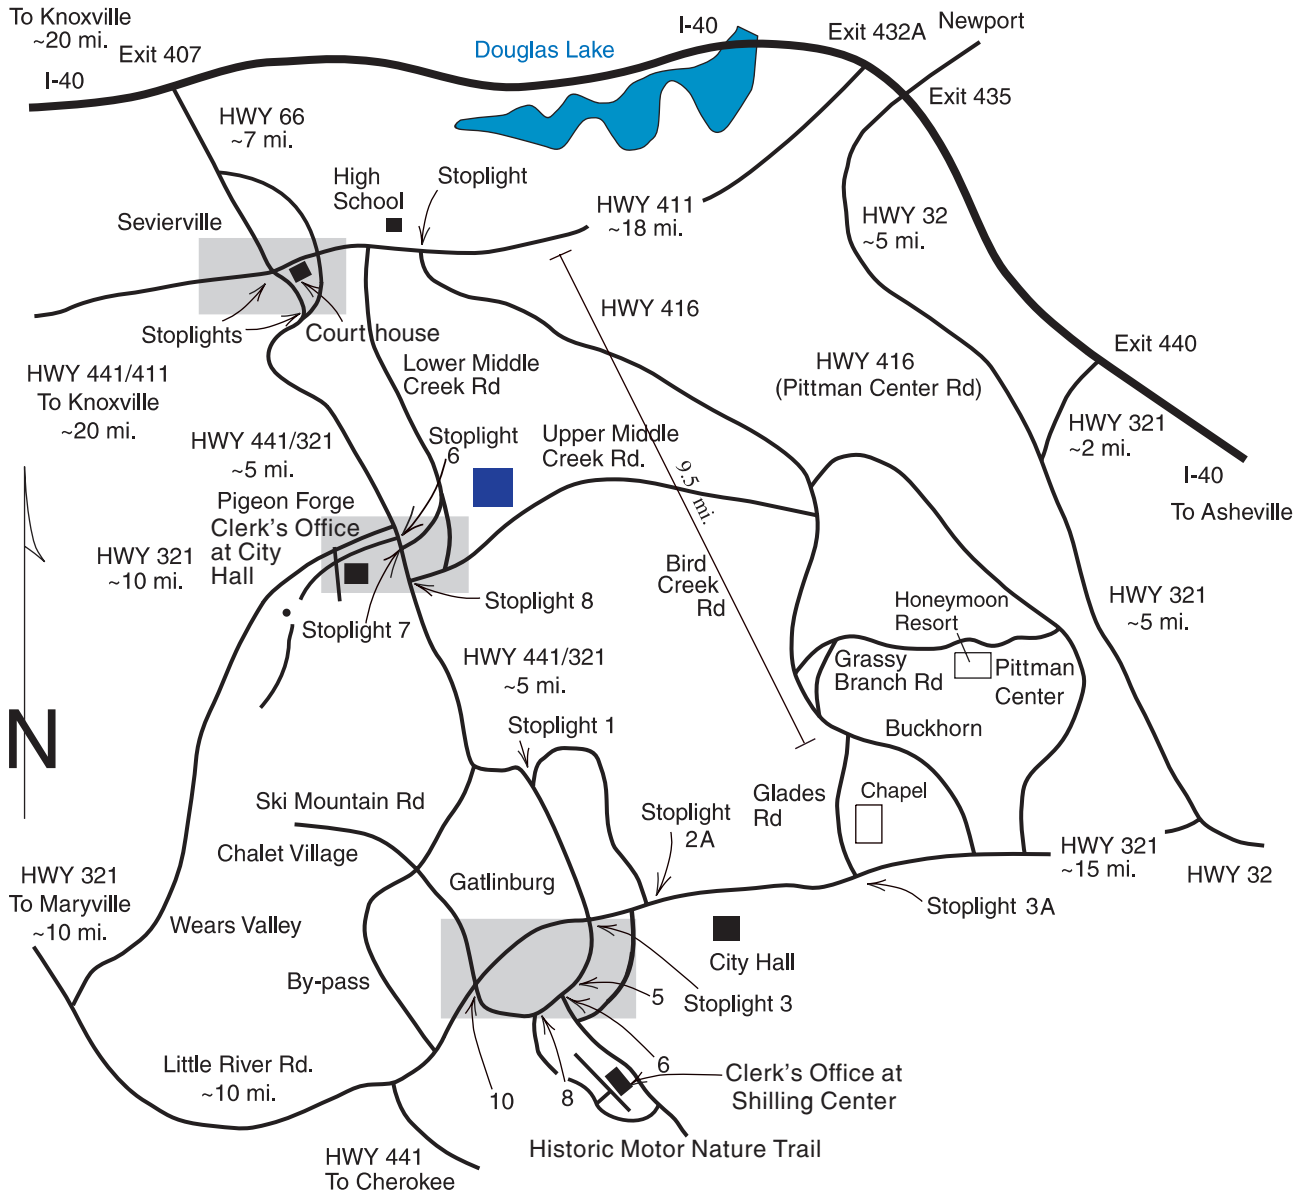 To Knoxville
~20 mi.
Exit 407
I-40
Douglas Lake
I-40
Exit 432A
Newport
Exit 435
HWY 66
~7 mi.
High
School
Stoplight
HWY 411
~18 mi.
HWY 32
~5 mi.
Sevierville
Stoplights
Court house
HWY 416
HWY 416
(Pittman Center Rd)
Exit 440
HWY 441/411
To Knoxville
~20 mi.
Lower Middle
Creek Rd
HWY 321
~2 mi.
HWY 441/321
~5 mi.
Stoplight
6
Upper Middle
Creek Rd.
9.5 mi.
I-40
To Asheville
Pigeon Forge
Clerk's Office
at City
Hall
HWY 321
~10 mi.
Bird
Creek
Rd
Stoplight 8
Stoplight 7
Honeymoon
Resort
HWY 321
~5 mi.
HWY 441/321
~5 mi.
Grassy
Branch Rd
Pittman
Center
N
Stoplight 1
Buckhorn
Ski Mountain Rd
Chalet Village
Stoplight
2A
Glades
Rd
Chapel
HWY 321
To Maryville
~10 mi.
Gatlinburg
HWY 321
~15 mi.
HWY 32
Wears Valley
Stoplight 3A
By-pass
City Hall
5
Stoplight 3
Little River Rd.
~10 mi.
10
8
6
Clerk's Office at
Shilling Center
Historic Motor Nature Trail
HWY 441
To Cherokee